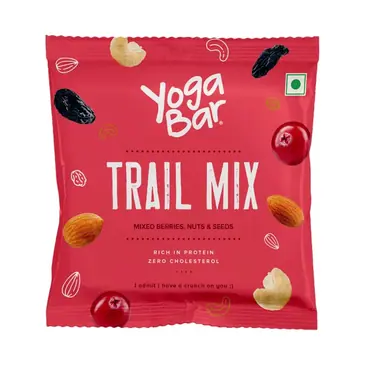 Yoga
Bar
TRAIL MIX
MIXED BERRIES, NUTS & SEEDS
RICH IN PROTEIN
ZERO CHOLESTEROL
I admit I have a crunch on you :)